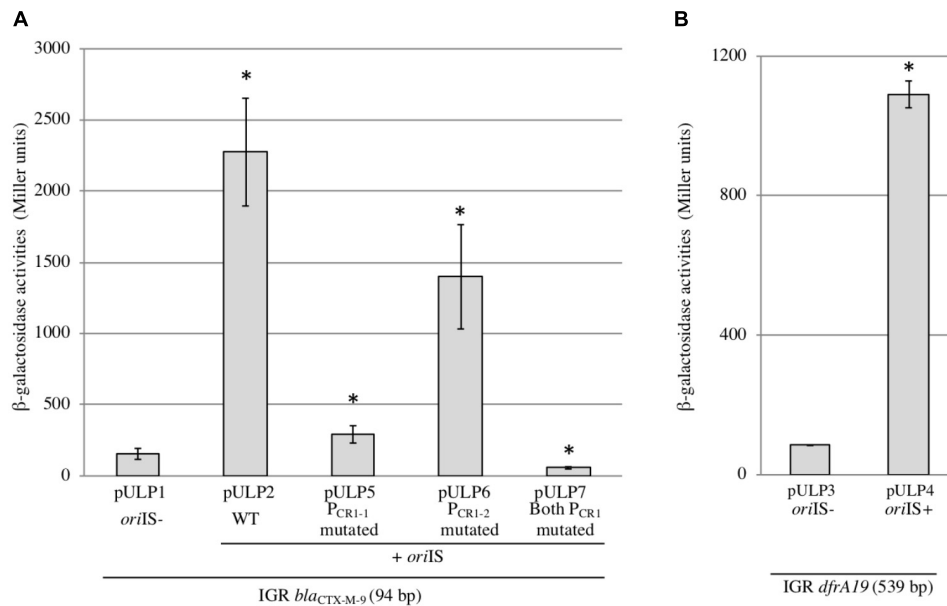 A
3000
2500
2000
1500
1000
500
0
β-galactosidase activities (Miller units)
*
*
*
*
pULP1 pULP2 pULP5 pULP6 pULP7
oriIS- WT PCR1-1 mutated PCR1-2 mutated Both PCR1 mutated
+ oriIS
IGR blaCTX-M-9 (94 bp)
B
1200
800
400
0
β-galactosidase activities (Miller units)
*
pULP3 pULP4
oriIS- oriIS+
IGR dfrA19 (539 bp)